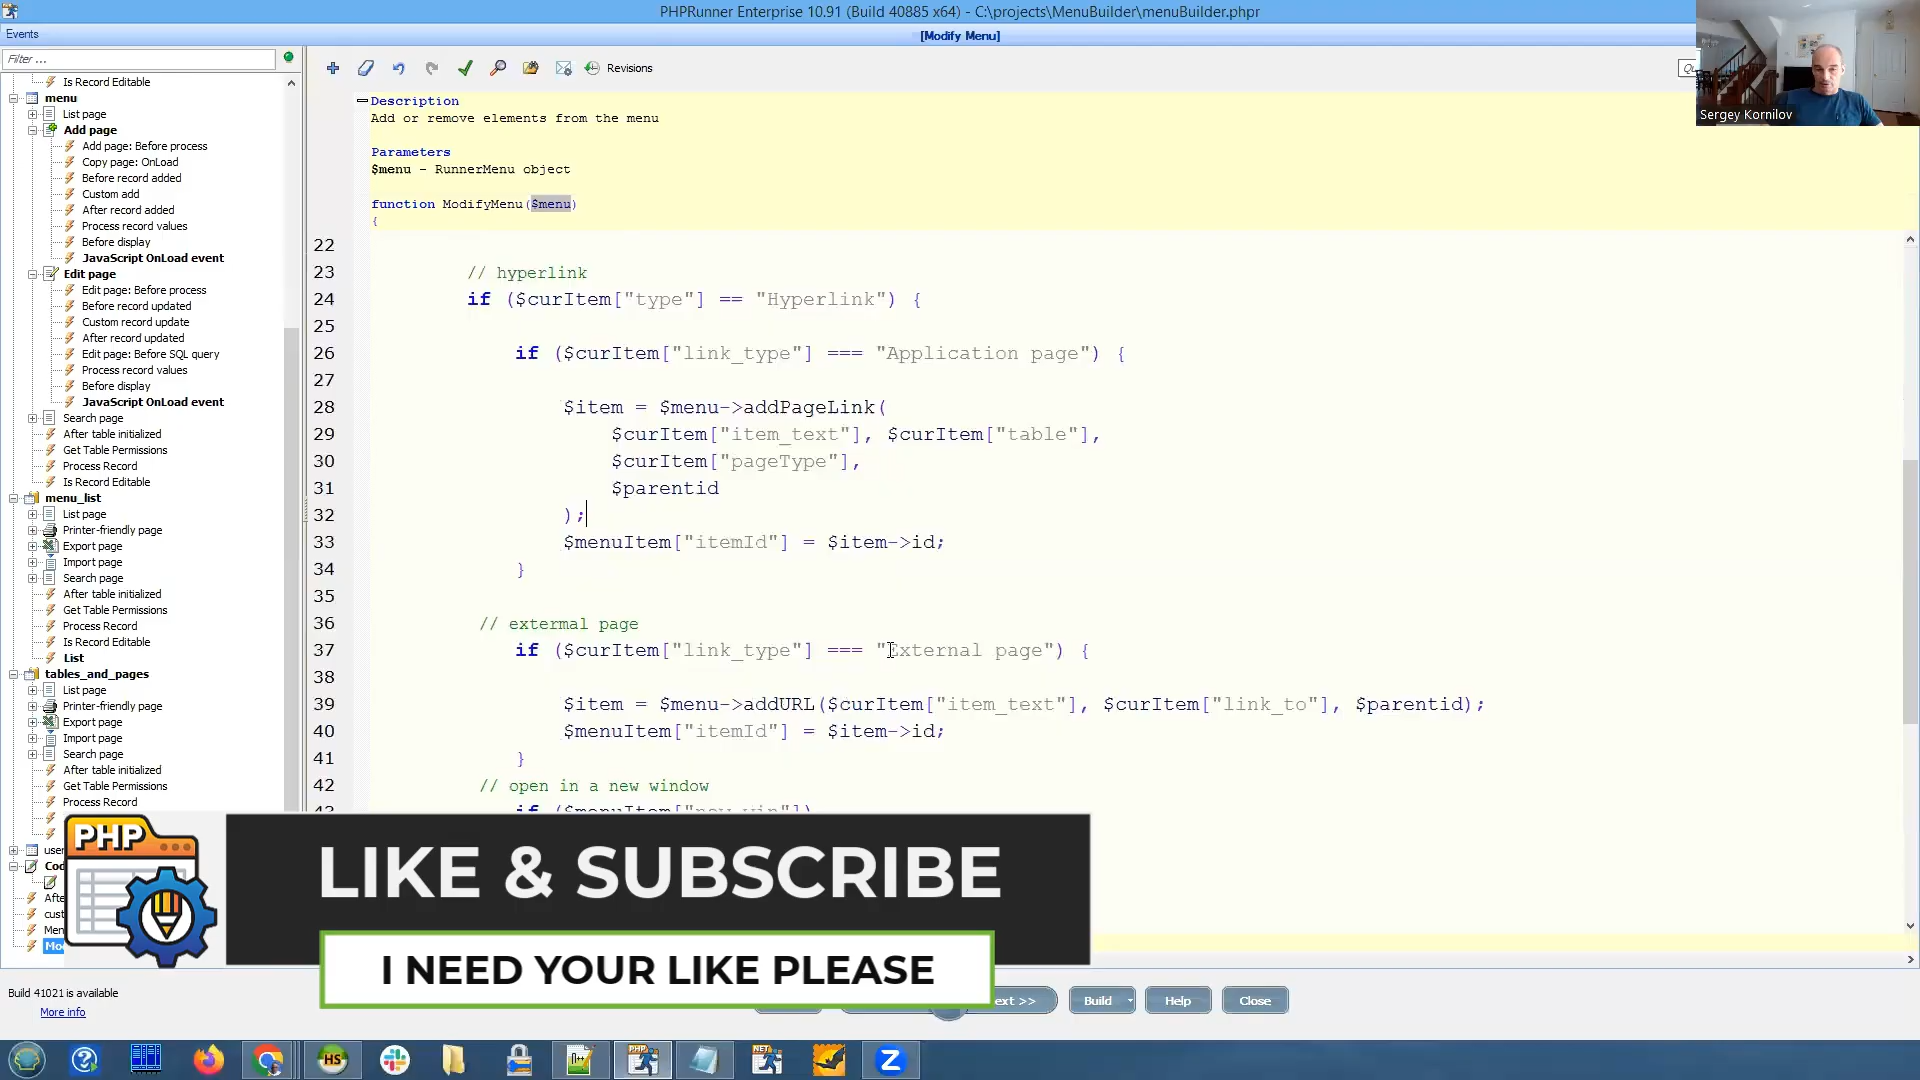 PHPRunner Enterprise 10.91 (Build 40885 x64) - C:\projects\MenuBuilder\menuBuilder.phpr
Events
[Modify Menu]
Filter ...
Is Record Editable
menu
List page
Add page
Add page: Before process
Copy page: OnLoad
Before record added
Custom add
After record added
Process record values
Before display
JavaScript OnLoad event
Edit page
Edit page: Before process
Before record updated
Custom record update
After record updated
Edit page: Before SQL query
Process record values
Before display
JavaScript OnLoad event
Search page
After table initialized
Get Table Permissions
Process Record
Is Record Editable
menu_list
List page
Printer-friendly page
Export page
Import page
Search page
After table initialized
Get Table Permissions
Process Record
Is Record Editable
List
tables_and_pages
List page
Printer-friendly page
Export page
Import page
Search page
After table initialized
Get Table Permissions
Process Record
Revisions
Sergey Kornilov
Description
Add or remove elements from the menu
Parameters
$menu - RunnerMenu object
function ModifyMenu($menu)
{
22
23 // hyperlink
24 if ($curItem["type"] == "Hyperlink") {
25
26 if ($curItem["link_type"] === "Application page") {
27
28 $item = $menu->addPageLink(
29 $curItem["item_text"], $curItem["table"],
30 $curItem["pageType"],
31 $parentid
32 );
33 $menuItem["itemId"] = $item->id;
34 }
35
36 // extermal page
37 if ($curItem["link_type"] === "External page") {
38
39 $item = $menu->addURL($curItem["item_text"], $curItem["link_to"], $parentid);
40 $menuItem["itemId"] = $item->id;
41 }
42 // open in a new window
PHP
LIKE & SUBSCRIBE
I NEED YOUR LIKE PLEASE
Build 41021 is available
More info
ext >>
Build
Help
Close
HS
PHP
NET
Z